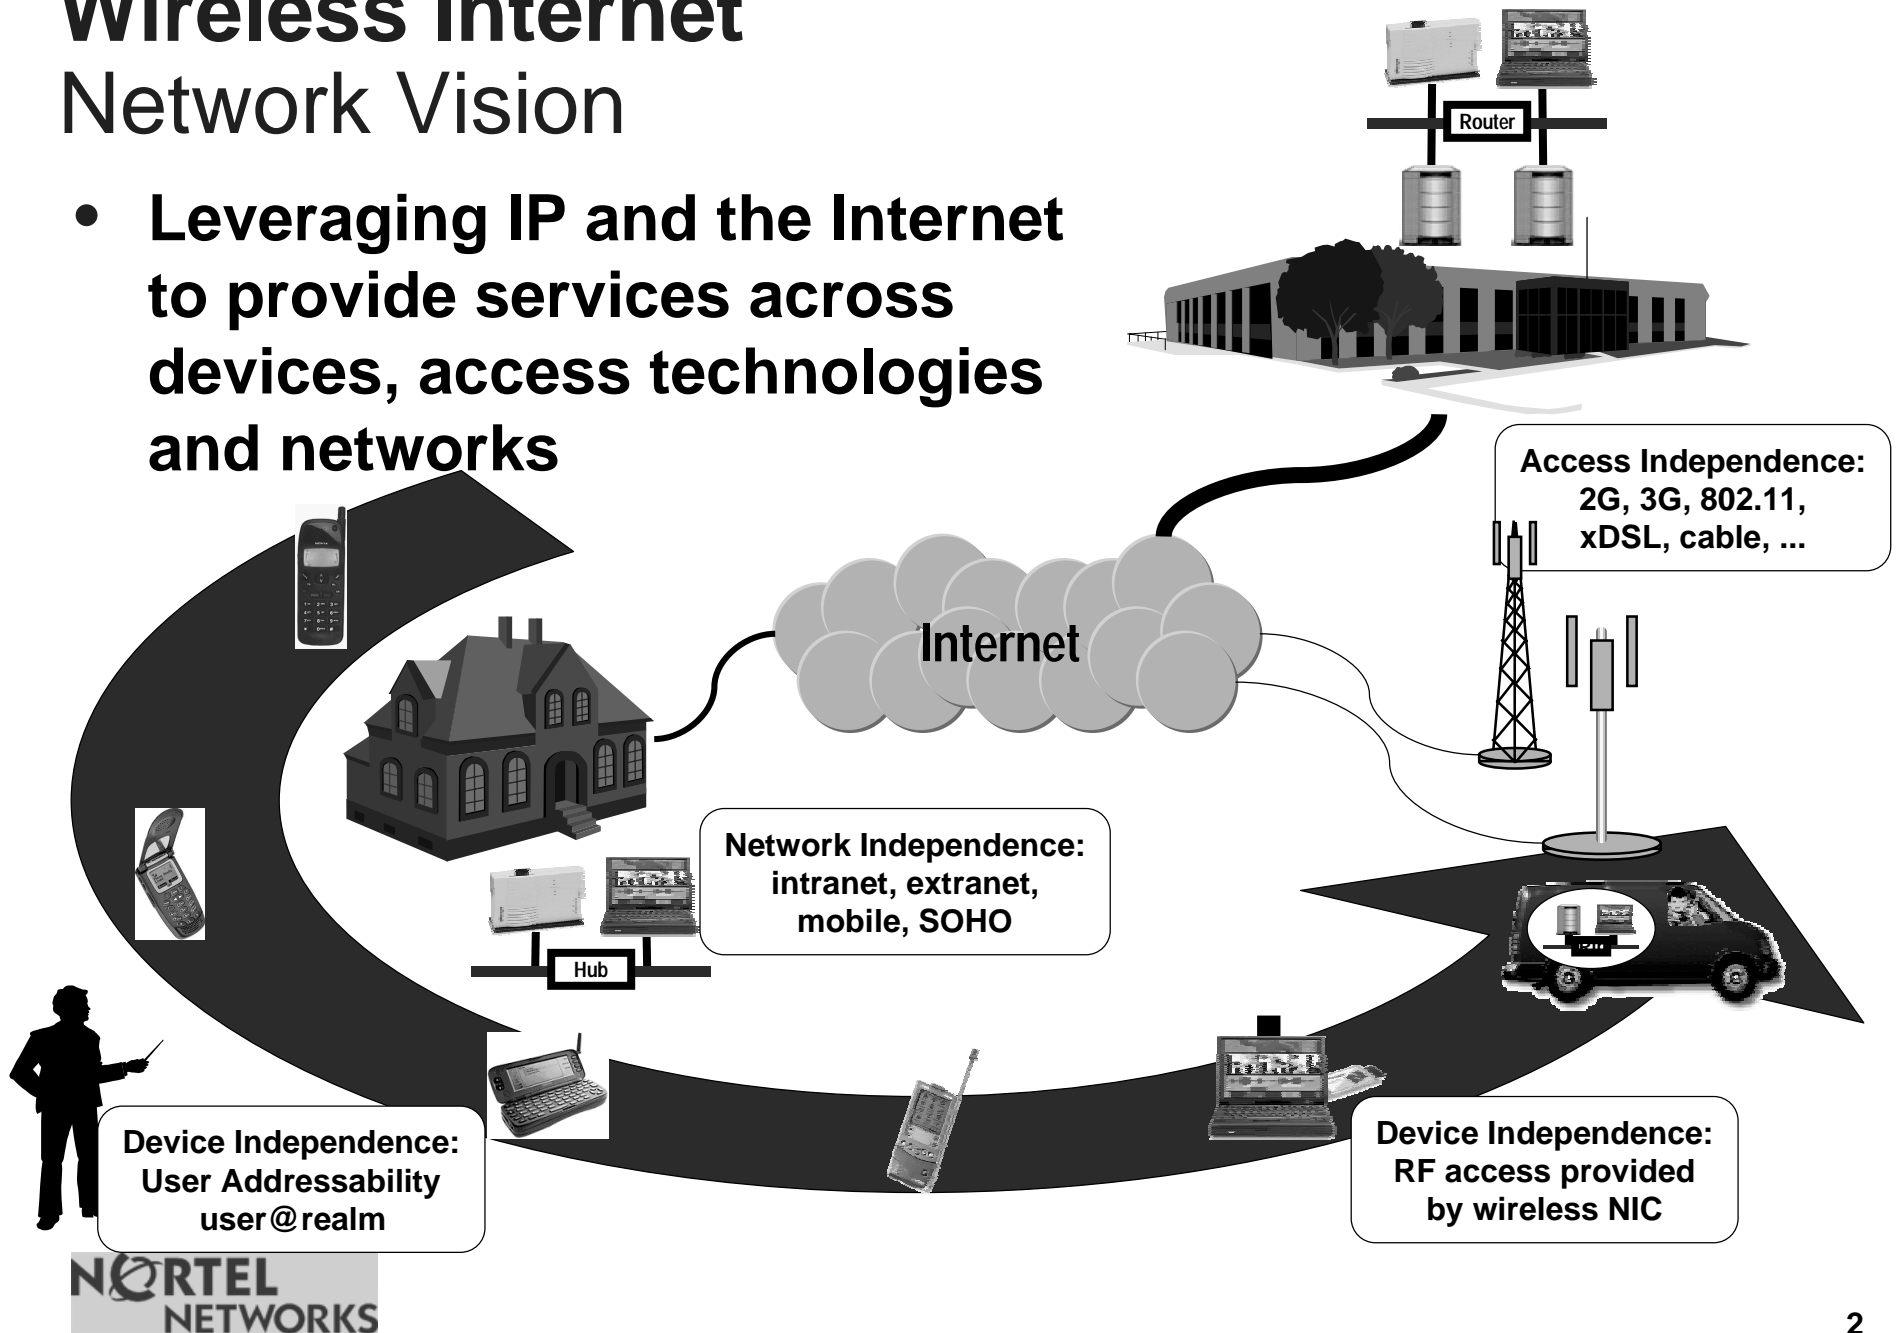 Wireless Internet
Network Vision
• Leveraging IP and the Internet
to provide services across
devices, access technologies
and networks
Router
Access Independence:
2G, 3G, 802.11,
xDSL, cable, ...
Internet
Network Independence:
intranet, extranet,
mobile, SOHO
Hub
Device Independence:
User Addressability
user@realm
Device Independence:
RF access provided
by wireless NIC
NORTEL
NETWORKS
2